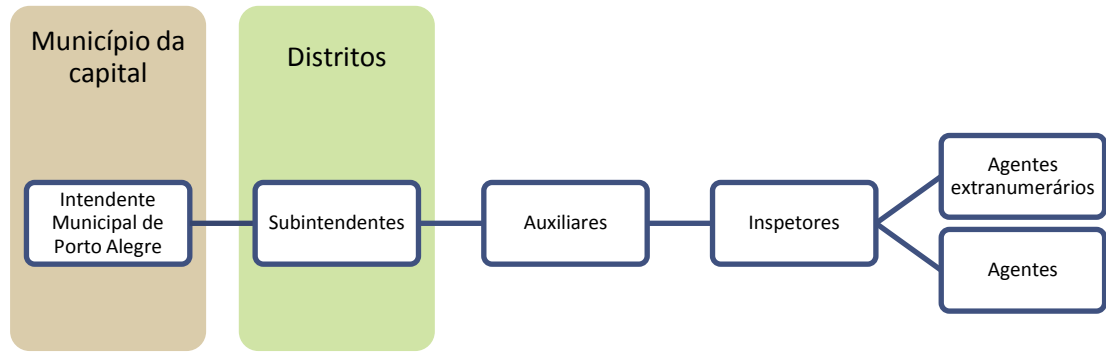 Município da
capital
Distritos
Intendente
Municipal de
Porto Alegre
Subintendentes
Auxiliares
Inspetores
Agentes
extranumerários
Agentes